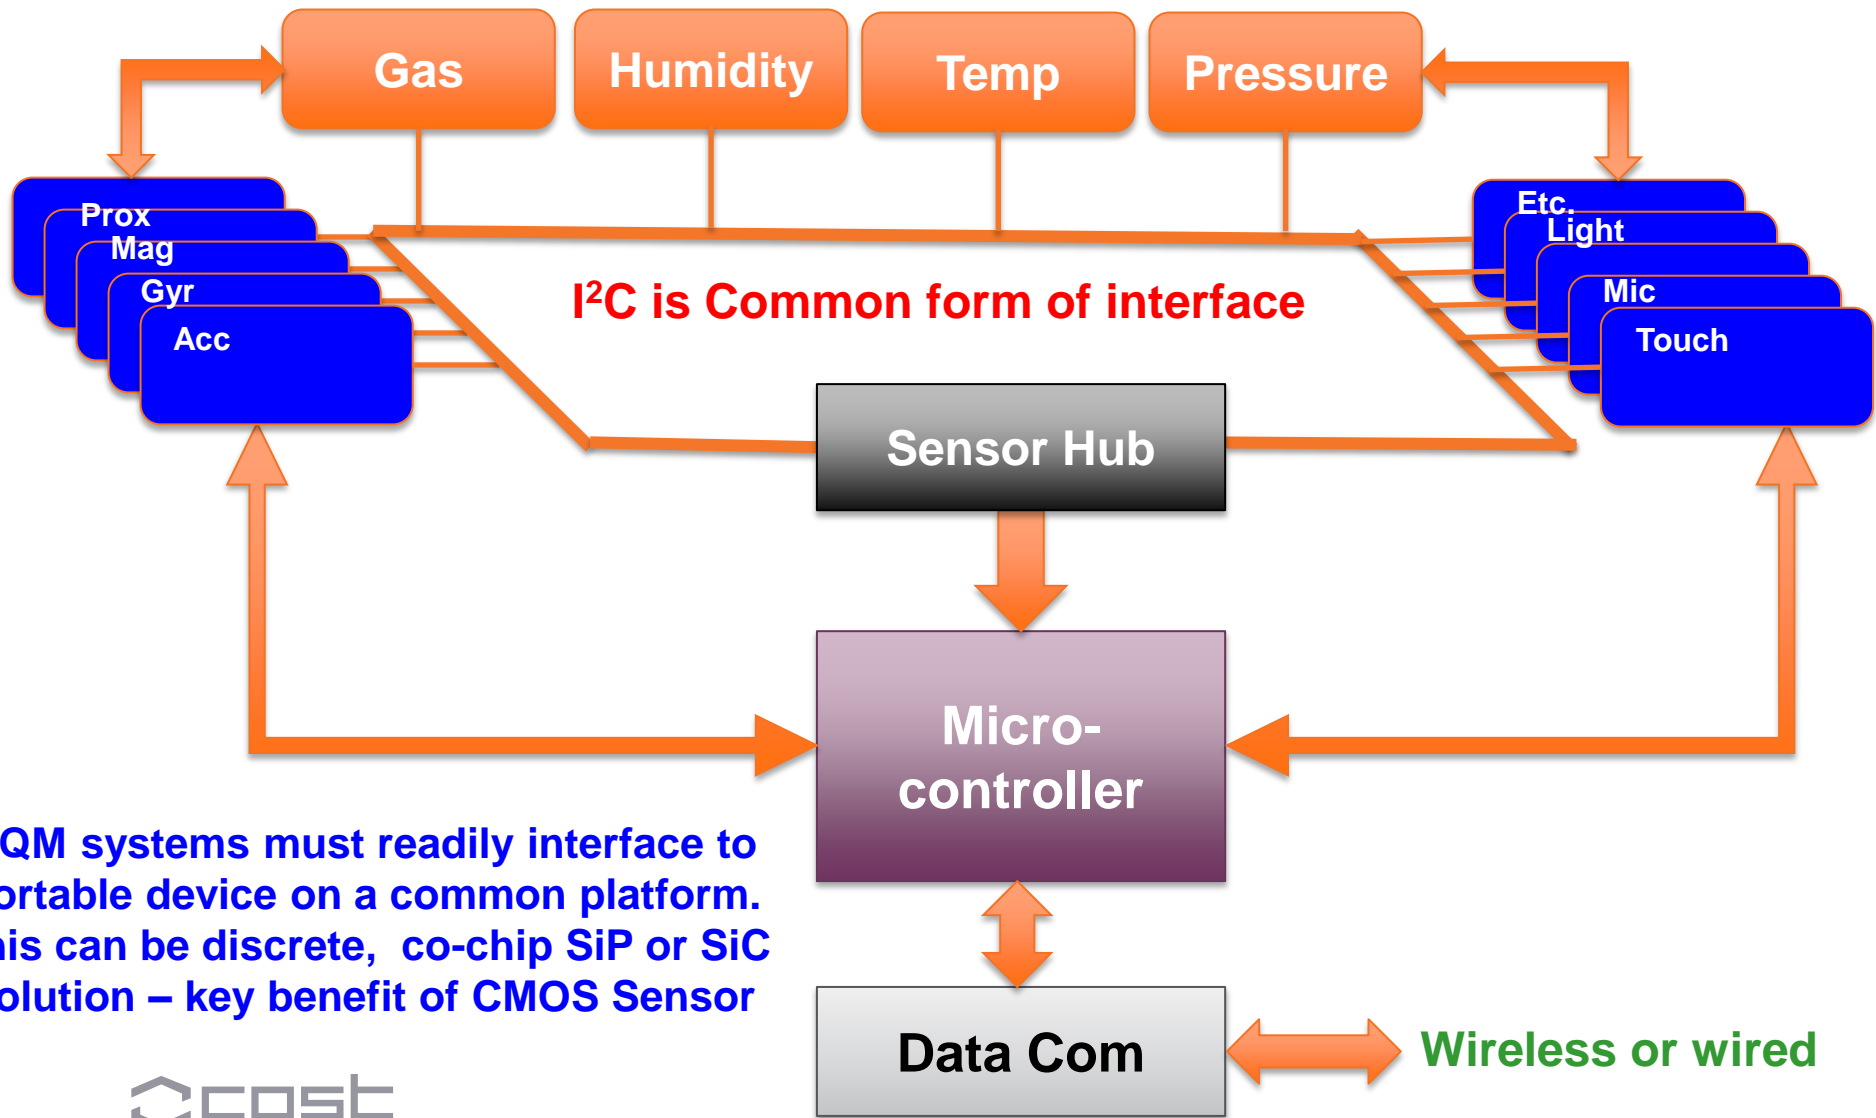 Gas
Humidity
Temp
Pressure
Prox
Mag
Gyr
Acc
Etc.
Light
Mic
Touch
I²C is Common form of interface
Sensor Hub
Micro-
controller
QM systems must readily interface to
ortable device on a common platform.
his can be discrete, co-chip SiP or SiC
olution – key benefit of CMOS Sensor
Data Com
Wireless or wired
cost